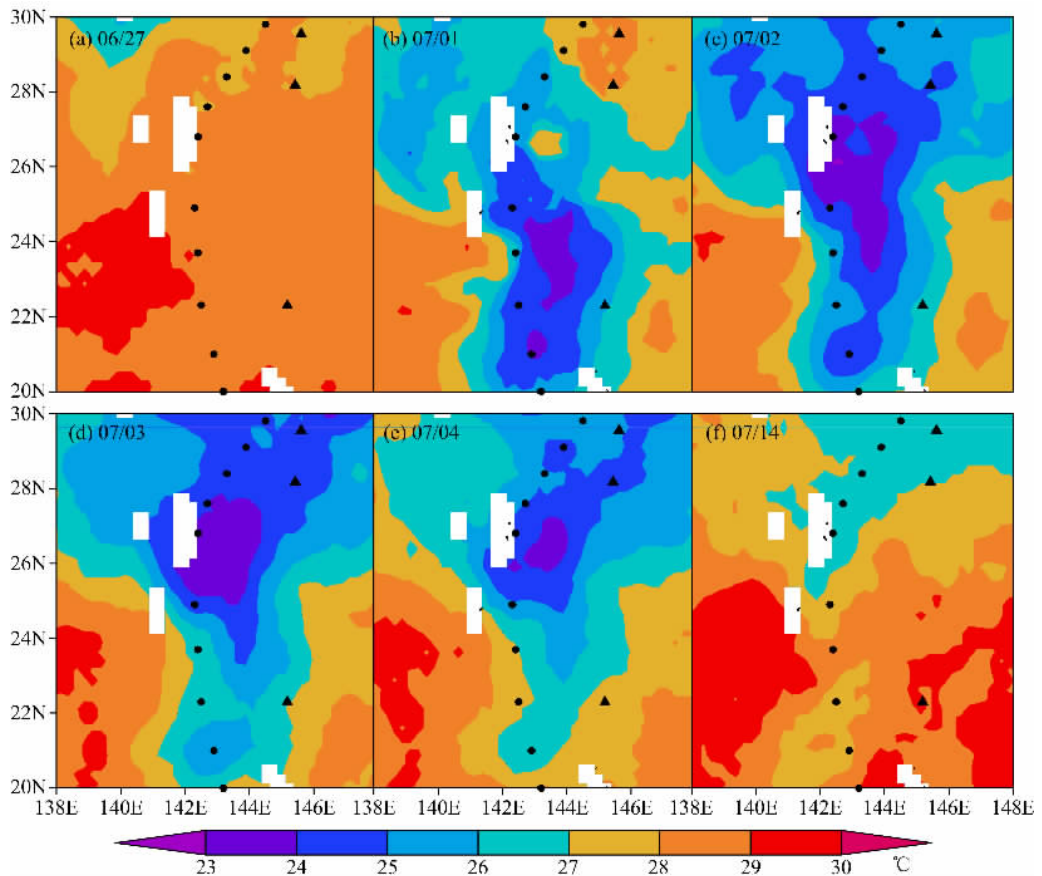 30N
(a) 06/27
(b) 07/01
(c) 07/02
28N
26N
24N
22N
20N
30N
(d) 07/03
(e) 07/04
(f) 07/14
28N
26N
24N
22N
20N
138E 140E 142E 144E 146E 138E 140E 142E 144E 146E 138E 140E 142E 144E 146E 148E
23 24 25 26 27 28 29 30 ℃